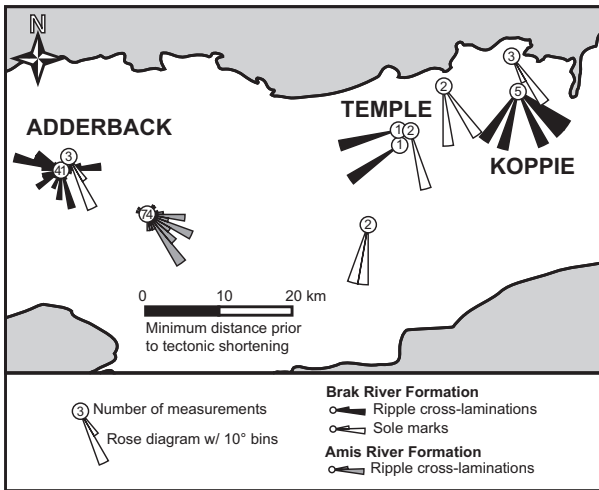 N
3
2
5
TEMPLE
1
2
1
ADDERBACK
KOPPIE
3
41
74
2
0 10 20 km
Minimum distance prior
to tectonic shortening
3 Number of measurements
Rose diagram w/ 10° bins
Brak River Formation
Ripple cross-laminations
Sole marks
Amis River Formation
Ripple cross-laminations